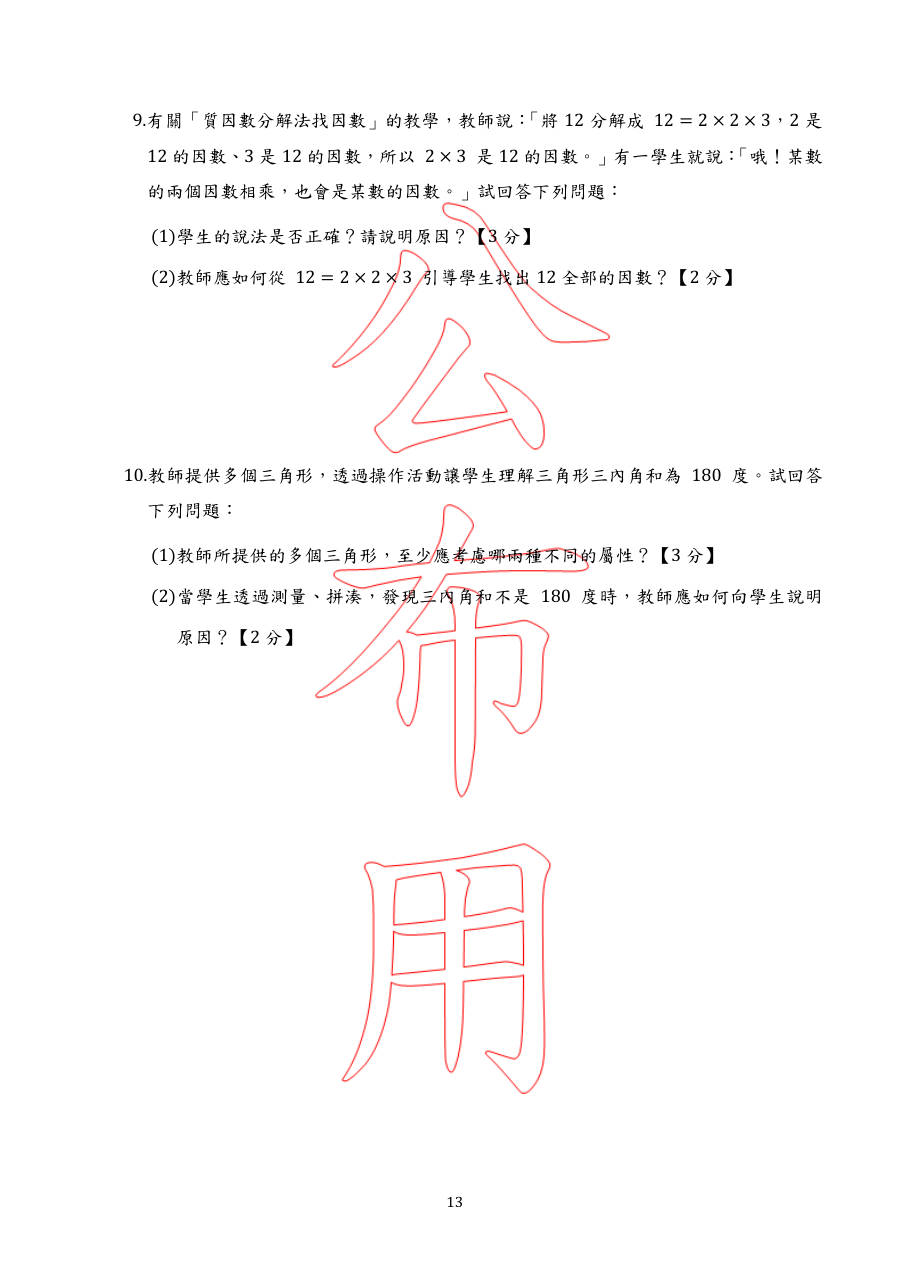 9.有關「質因數分解法找因數」的教學，教師說：「將 12 分解成 12 = 2 × 2 × 3，2 是
12 的因數、3 是 12 的因數，所以 2 × 3 是 12 的因數。」有一學生就說：「哦！某數
的兩個因數相乘，也會是某數的因數。」試回答下列問題：
(1)學生的說法是否正確？請說明原因？【3 分】
(2)教師應如何從 12 = 2 × 2 × 3 引導學生找出 12 全部的因數？【2 分】
10.教師提供多個三角形，透過操作活動讓學生理解三角形三內角和為 180 度。試回答
下列問題：
(1)教師所提供的多個三角形，至少應考慮哪兩種不同的屬性？【3 分】
(2)當學生透過測量、拼湊，發現三內角和不是 180 度時，教師應如何向學生說明
原因？【2 分】
公
布
用
13